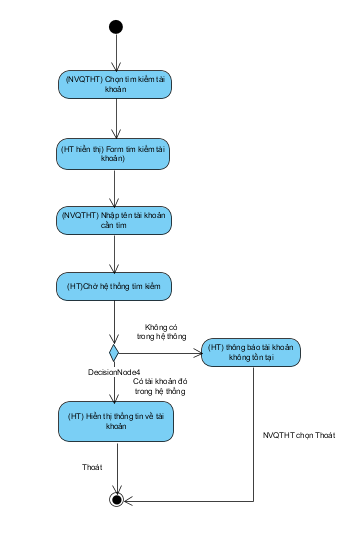 (NVQTHT) Chọn tìm kiếm tài
khoản
(HT hiển thị) Form tìm kiếm tài
khoản)
(NVQTHT) Nhập tên tài khoản
cần tìm
(HT)Chờ hệ thống tìm kiếm
Không có
trong hệ thông
(HT) thông báo tài khoản
không tồn tại
DecisionNode4
Có tài khoản đó
trong hệ thống
(HT) Hiển thị thông tin về tài
khoản
NVQTHT chọn Thoát
Thoát